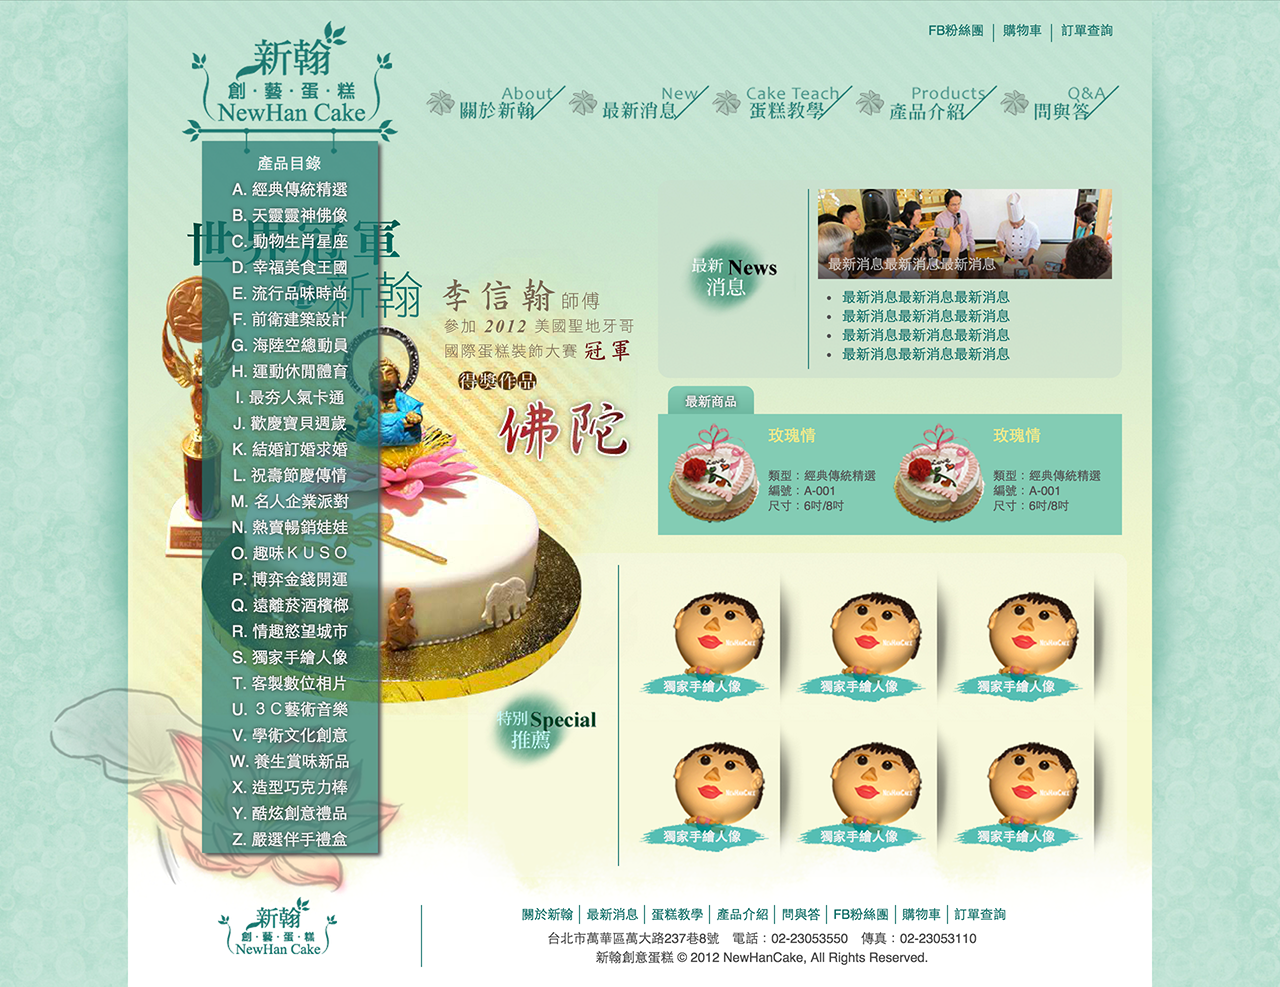 FB粉絲團
購物車
訂單查詢
新翰
創·藝·蛋·糕
NewHan Cake
About
關於新翰
New
最新消息
Cake Teach
蛋糕教學
Products
產品介紹
Q&A
問與答
產品目錄
A. 經典傳統精選
B. 天靈靈神佛像
C. 動物生肖星座
D. 幸福美食王國
E. 流行品味時尚
F. 前衛建築設計
G. 海陸空總動員
H. 運動休閒體育
I. 最夯人氣卡通
J. 歡慶寶貝週歲
K. 結婚訂婚求婚
L. 祝壽節慶傳情
M. 名人企業派對
N. 熱賣暢銷娃娃
O. 趣味ＫＵＳＯ
P. 博弈金錢開運
Q. 遠離菸酒檳榔
R. 情趣慾望城市
S. 獨家手繪人像
T. 客製數位相片
U. ３Ｃ藝術音樂
V. 學術文化創意
W. 養生賞味新品
X. 造型巧克力棒
Y. 酷炫創意禮品
Z. 嚴選伴手禮盒
世界冠軍
新翰
李信翰 師傅
參加 2012 美國聖地牙哥
國際蛋糕裝飾大賽 冠軍
得獎作品
佛陀
最新 News
消息
最新消息最新消息最新消息
最新消息最新消息最新消息
最新消息最新消息最新消息
最新消息最新消息最新消息
最新消息最新消息最新消息
最新商品
玫瑰情
類型：經典傳統精選
編號：A-001
尺寸：6吋/8吋
玫瑰情
類型：經典傳統精選
編號：A-001
尺寸：6吋/8吋
特別 Special
推薦
NewHanCake
獨家手繪人像
NewHanCake
獨家手繪人像
NewHanCake
獨家手繪人像
NewHanCake
獨家手繪人像
NewHanCake
獨家手繪人像
NewHanCake
獨家手繪人像
新翰
創·藝·蛋·糕
NewHan Cake
關於新翰│最新消息│蛋糕教學│產品介紹│問與答│FB粉絲團│購物車│訂單查詢
台北市萬華區萬大路237巷8號　電話：02-23053550　傳真：02-23053110
新翰創意蛋糕 © 2012 NewHanCake, All Rights Reserved.